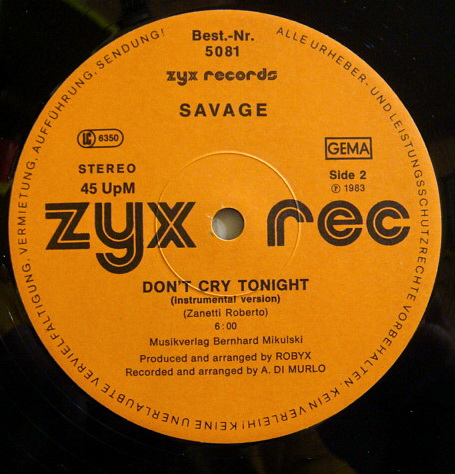 ALLE URHEBER- UND LEISTUNGSSCHUTZRECHTE VORBEHALTEN. KEIN VERLEIH! KEINE UNERLAUBTE VERVIELFÄLTIGUNG, VERMIETUNG, AUFFÜHRUNG, SENDUNG!
Best.-Nr.
5081
zyx records
SAVAGE
LC 6350
GEMA
STEREO
45 UpM
Side 2
Ⓟ 1983
zyx rec
DON'T CRY TONIGHT
(instrumental version)
(Zanetti Roberto)
6:00
Musikverlag Bernhard Mikulski
Produced and arranged by ROBYX
Recorded and arranged by A. DI MURLO